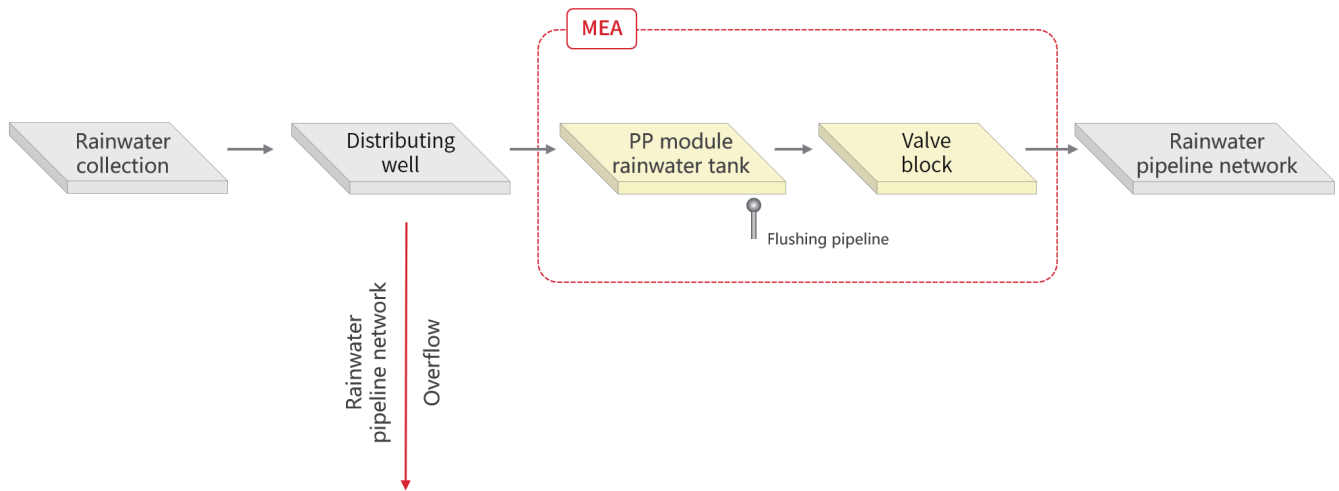 MEA
Rainwater
collection
Distributing
well
PP module
rainwater tank
Valve
block
Rainwater
pipeline network
Flushing pipeline
Rainwater
pipeline network
Overflow